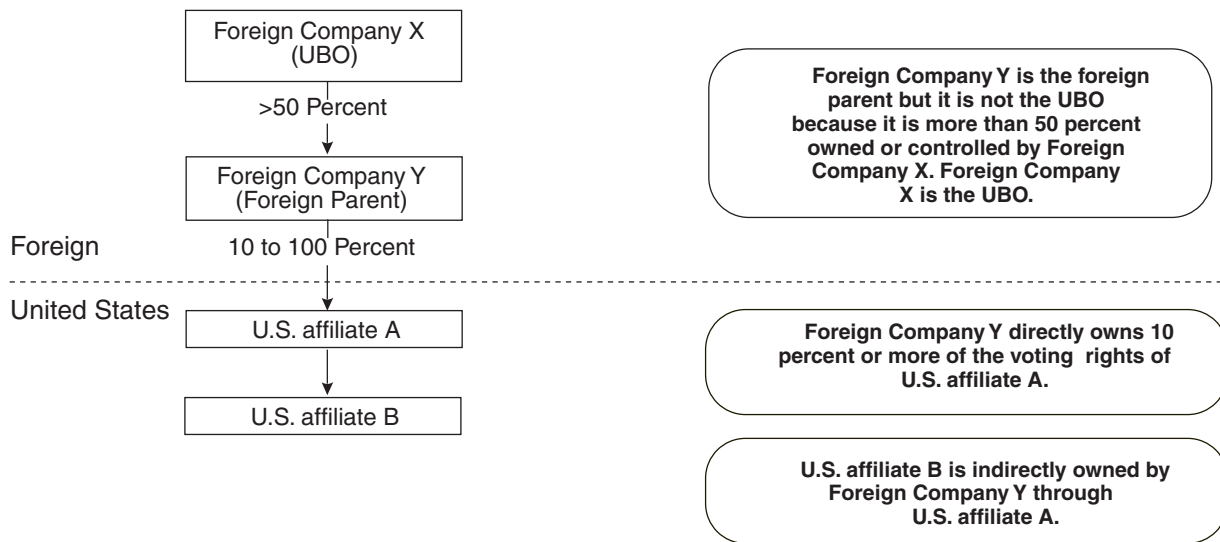 Foreign Company X
(UBO)
>50 Percent
Foreign Company Y
(Foreign Parent)
Foreign
10 to 100 Percent
United States
U.S. affiliate A
U.S. affiliate B
Foreign Company Y is the foreign
parent but it is not the UBO
because it is more than 50 percent
owned or controlled by Foreign
Company X. Foreign Company
X is the UBO.
Foreign Company Y directly owns 10
percent or more of the voting rights of
U.S. affiliate A.
U.S. affiliate B is indirectly owned by
Foreign Company Y through
U.S. affiliate A.